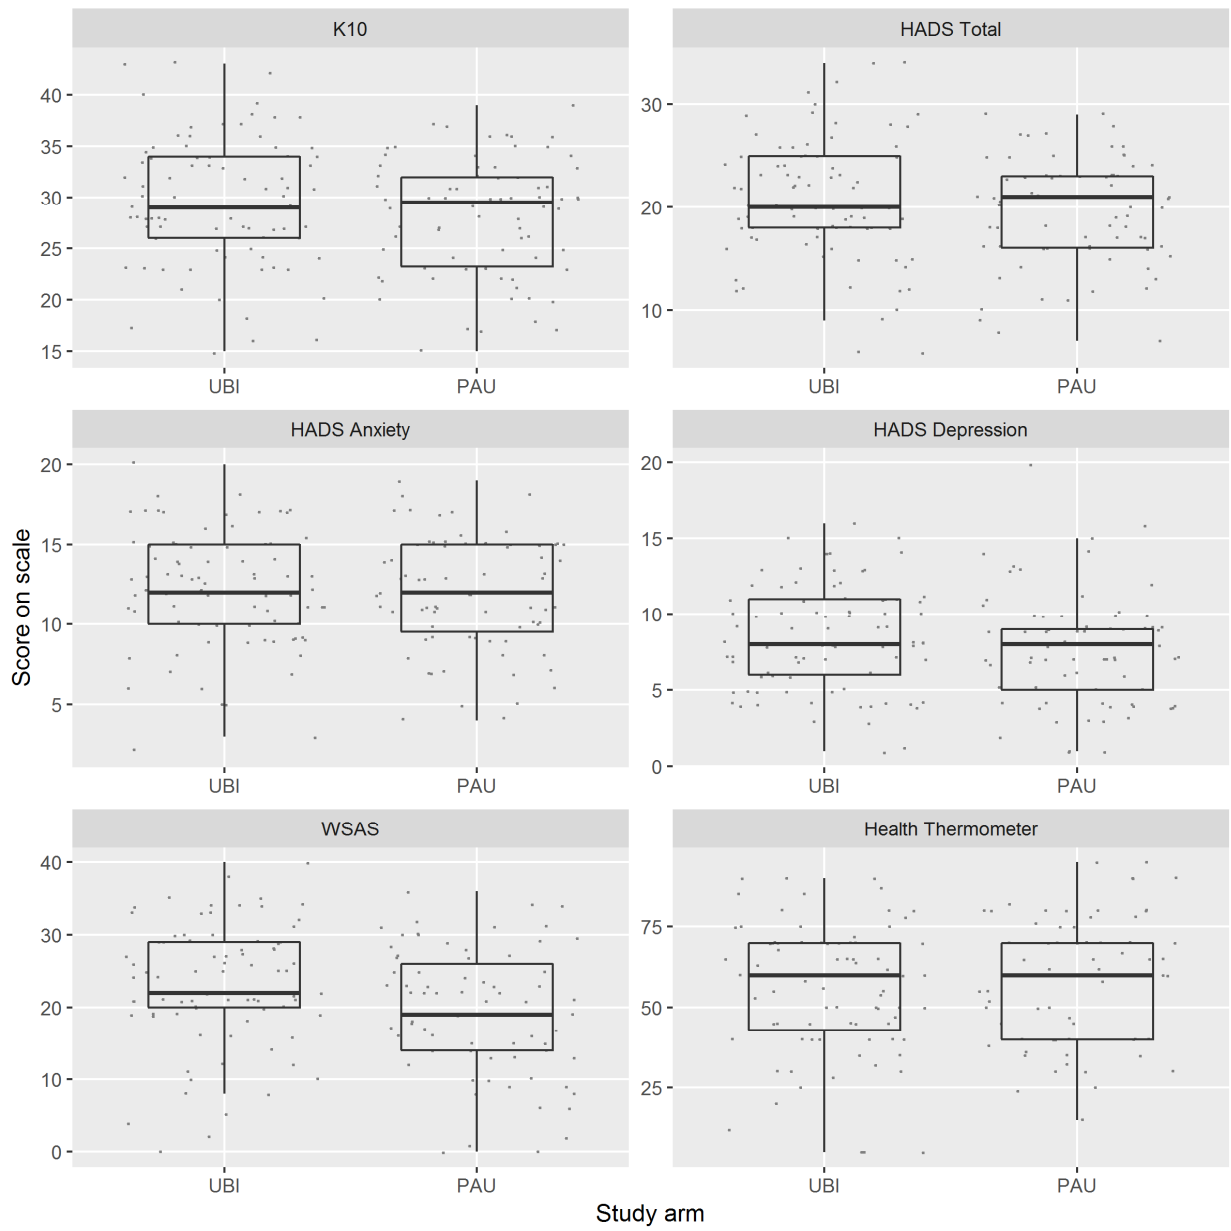 K10
HADS Total
40
35
30
25
20
15
30
20
10
UBI
PAU
UBI
PAU
HADS Anxiety
HADS Depression
Score on scale
20
15
10
5
20
15
10
5
0
UBI
PAU
UBI
PAU
WSAS
Health Thermometer
40
30
20
10
0
75
50
25
UBI
PAU
UBI
PAU
Study arm